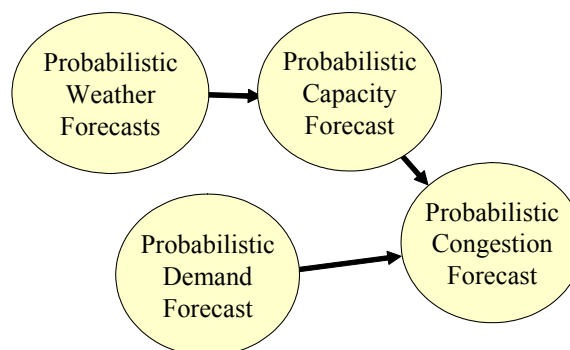 Probabilistic
Weather
Forecasts
Probabilistic
Capacity
Forecast
Probabilistic
Demand
Forecast
Probabilistic
Congestion
Forecast